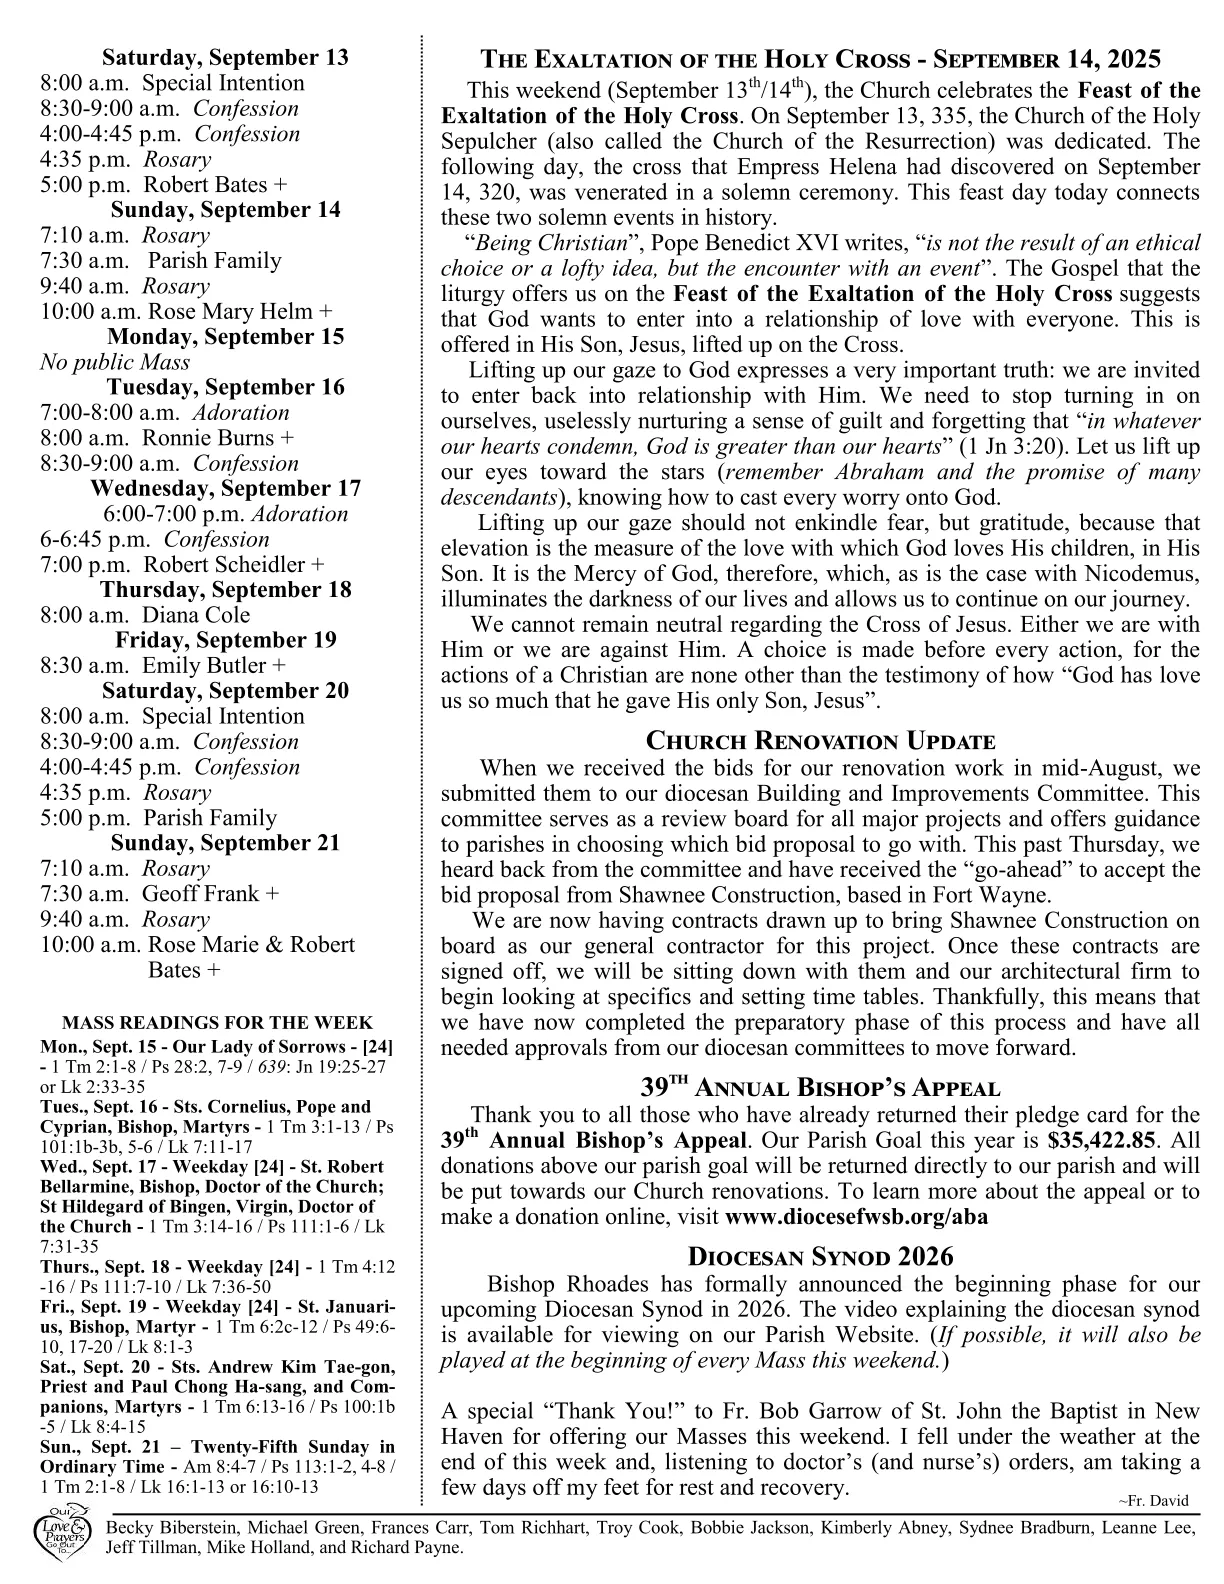 Saturday, September 13
8:00 a.m. Special Intention
8:30-9:00 a.m. Confession
4:00-4:45 p.m. Confession
4:35 p.m. Rosary
5:00 p.m. Robert Bates +
Sunday, September 14
7:10 a.m. Rosary
7:30 a.m. Parish Family
9:40 a.m. Rosary
10:00 a.m. Rose Mary Helm +
Monday, September 15
No public Mass
Tuesday, September 16
7:00-8:00 a.m. Adoration
8:00 a.m. Ronnie Burns +
8:30-9:00 a.m. Confession
Wednesday, September 17
6:00-7:00 p.m. Adoration
6-6:45 p.m. Confession
7:00 p.m. Robert Scheidler +
Thursday, September 18
8:00 a.m. Diana Cole
Friday, September 19
8:30 a.m. Emily Butler +
Saturday, September 20
8:00 a.m. Special Intention
8:30-9:00 a.m. Confession
4:00-4:45 p.m. Confession
4:35 p.m. Rosary
5:00 p.m. Parish Family
Sunday, September 21
7:10 a.m. Rosary
7:30 a.m. Geoff Frank +
9:40 a.m. Rosary
10:00 a.m. Rose Marie & Robert
Bates +
MASS READINGS FOR THE WEEK
Mon., Sept. 15 - Our Lady of Sorrows - [24]
- 1 Tm 2:1-8 / Ps 28:2, 7-9 / 639: Jn 19:25-27
or Lk 2:33-35
Tues., Sept. 16 - Sts. Cornelius, Pope and
Cyprian, Bishop, Martyrs - 1 Tm 3:1-13 / Ps
101:1b-3b, 5-6 / Lk 7:11-17
Wed., Sept. 17 - Weekday [24] - St. Robert
Bellarmine, Bishop, Doctor of the Church;
St Hildegard of Bingen, Virgin, Doctor of
the Church - 1 Tm 3:14-16 / Ps 111:1-6 / Lk
7:31-35
Thurs., Sept. 18 - Weekday [24] - 1 Tm 4:12
-16 / Ps 111:7-10 / Lk 7:36-50
Fri., Sept. 19 - Weekday [24] - St. Januari-
us, Bishop, Martyr - 1 Tm 6:2c-12 / Ps 49:6-
10, 17-20 / Lk 8:1-3
Sat., Sept. 20 - Sts. Andrew Kim Tae-gon,
Priest and Paul Chong Ha-sang, and Com-
panions, Martyrs - 1 Tm 6:13-16 / Ps 100:1b
-5 / Lk 8:4-15
Sun., Sept. 21 – Twenty-Fifth Sunday in
Ordinary Time - Am 8:4-7 / Ps 113:1-2, 4-8 /
1 Tm 2:1-8 / Lk 16:1-13 or 16:10-13
The Exaltation of the Holy Cross - September 14, 2025
This weekend (September 13th/14th), the Church celebrates the Feast of the
Exaltation of the Holy Cross. On September 13, 335, the Church of the Holy
Sepulcher (also called the Church of the Resurrection) was dedicated. The
following day, the cross that Empress Helena had discovered on September
14, 320, was venerated in a solemn ceremony. This feast day today connects
these two solemn events in history.
“Being Christian”, Pope Benedict XVI writes, “is not the result of an ethical
choice or a lofty idea, but the encounter with an event”. The Gospel that the
liturgy offers us on the Feast of the Exaltation of the Holy Cross suggests
that God wants to enter into a relationship of love with everyone. This is
offered in His Son, Jesus, lifted up on the Cross.
Lifting up our gaze to God expresses a very important truth: we are invited
to enter back into relationship with Him. We need to stop turning in on
ourselves, uselessly nurturing a sense of guilt and forgetting that “in whatever
our hearts condemn, God is greater than our hearts” (1 Jn 3:20). Let us lift up
our eyes toward the stars (remember Abraham and the promise of many
descendants), knowing how to cast every worry onto God.
Lifting up our gaze should not enkindle fear, but gratitude, because that
elevation is the measure of the love with which God loves His children, in His
Son. It is the Mercy of God, therefore, which, as is the case with Nicodemus,
illuminates the darkness of our lives and allows us to continue on our journey.
We cannot remain neutral regarding the Cross of Jesus. Either we are with
Him or we are against Him. A choice is made before every action, for the
actions of a Christian are none other than the testimony of how “God has love
us so much that he gave His only Son, Jesus”.
Church Renovation Update
When we received the bids for our renovation work in mid-August, we
submitted them to our diocesan Building and Improvements Committee. This
committee serves as a review board for all major projects and offers guidance
to parishes in choosing which bid proposal to go with. This past Thursday, we
heard back from the committee and have received the “go-ahead” to accept the
bid proposal from Shawnee Construction, based in Fort Wayne.
We are now having contracts drawn up to bring Shawnee Construction on
board as our general contractor for this project. Once these contracts are
signed off, we will be sitting down with them and our architectural firm to
begin looking at specifics and setting time tables. Thankfully, this means that
we have now completed the preparatory phase of this process and have all
needed approvals from our diocesan committees to move forward.
39th Annual Bishop’s Appeal
Thank you to all those who have already returned their pledge card for the
39th Annual Bishop’s Appeal. Our Parish Goal this year is $35,422.85. All
donations above our parish goal will be returned directly to our parish and will
be put towards our Church renovations. To learn more about the appeal or to
make a donation online, visit www.diocesefwsb.org/aba
Diocesan Synod 2026
Bishop Rhoades has formally announced the beginning phase for our
upcoming Diocesan Synod in 2026. The video explaining the diocesan synod
is available for viewing on our Parish Website. (If possible, it will also be
played at the beginning of every Mass this weekend.)
A special “Thank You!” to Fr. Bob Garrow of St. John the Baptist in New
Haven for offering our Masses this weekend. I fell under the weather at the
end of this week and, listening to doctor’s (and nurse’s) orders, am taking a
few days off my feet for rest and recovery.
~Fr. David
Our
Love &
Prayers
Go Out
To...
Becky Biberstein, Michael Green, Frances Carr, Tom Richhart, Troy Cook, Bobbie Jackson, Kimberly Abney, Sydnee Bradburn, Leanne Lee,
Jeff Tillman, Mike Holland, and Richard Payne.